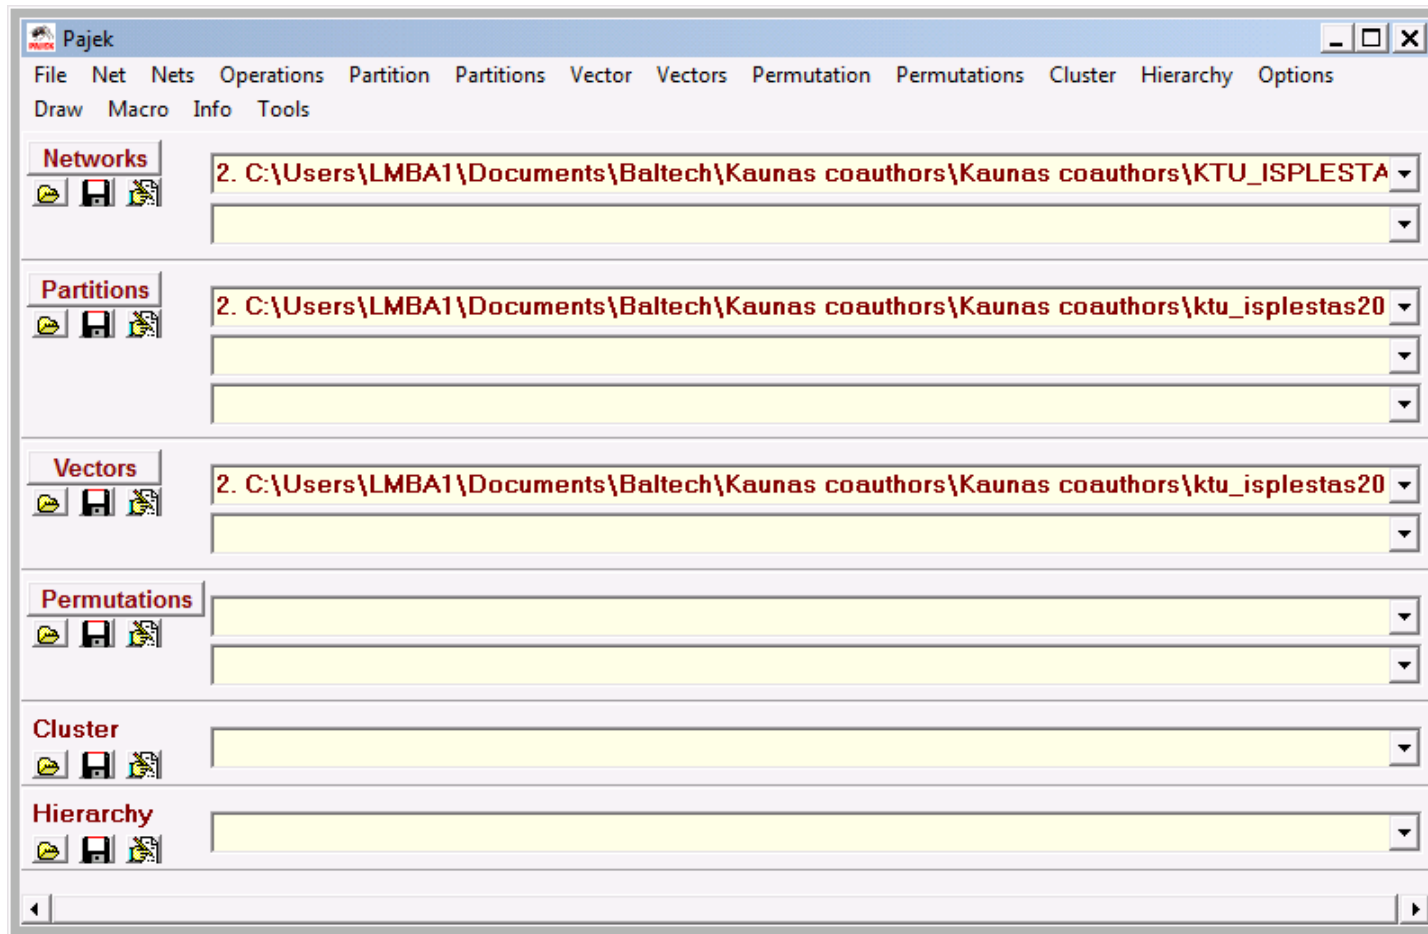 Pajek
File Net Nets Operations Partition Partitions Vector Vectors Permutation Permutations Cluster Hierarchy Options
Draw Macro Info Tools
Networks
2. C:\Users\LMBA1\Documents\Baltech\Kaunas coauthors\Kaunas coauthors\KTU_ISPLESTA
Partitions
2. C:\Users\LMBA1\Documents\Baltech\Kaunas coauthors\Kaunas coauthors\ktu_isplestas20
Vectors
2. C:\Users\LMBA1\Documents\Baltech\Kaunas coauthors\Kaunas coauthors\ktu_isplestas20
Permutations
Cluster
Hierarchy